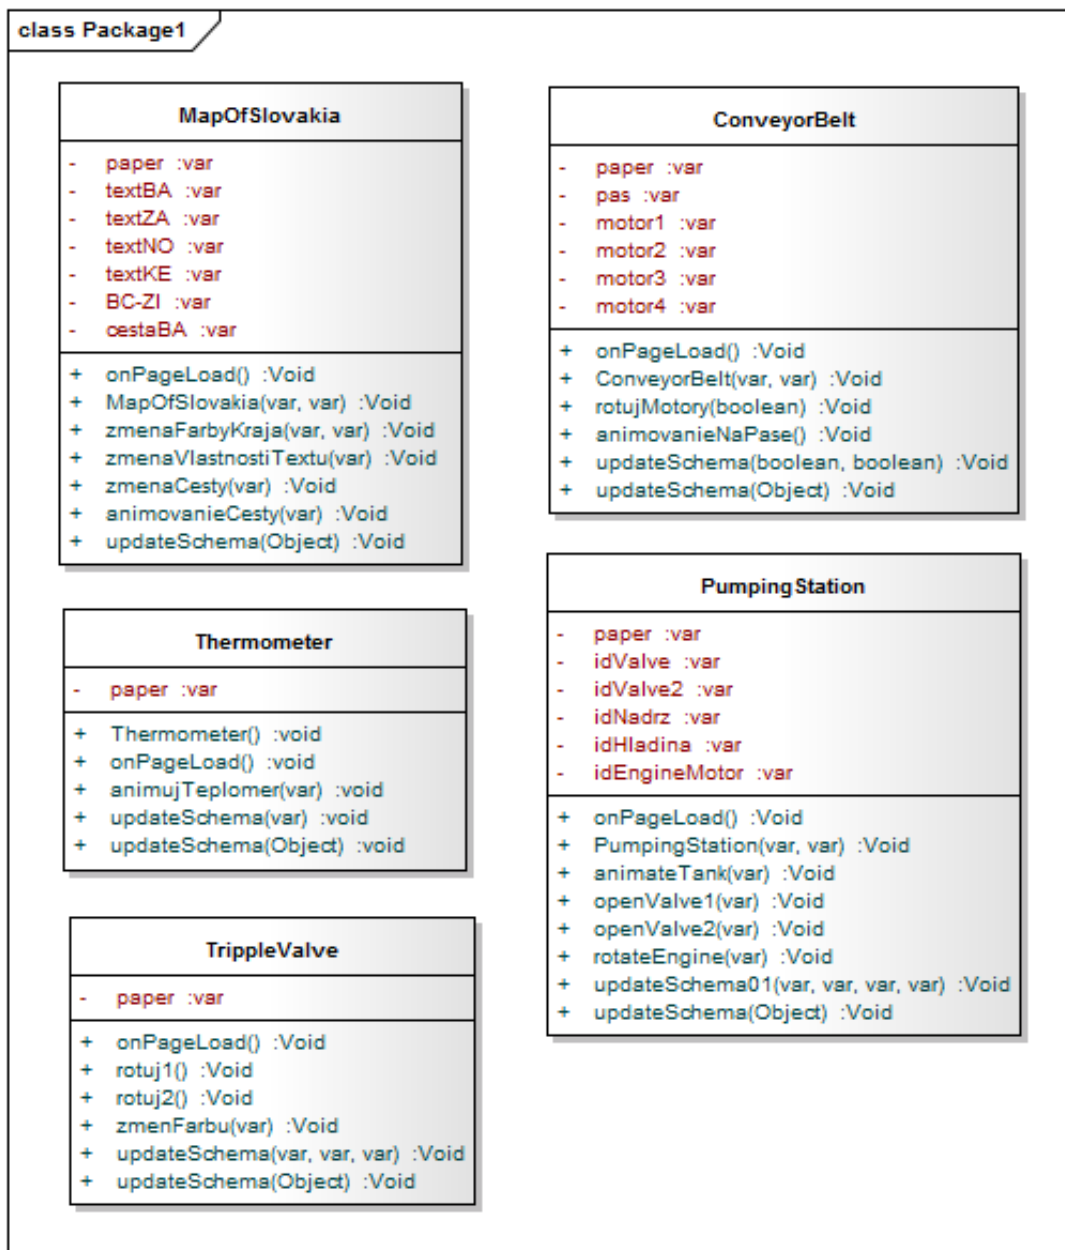 class Package1
MapOfSlovakia
- paper :var
- textBA :var
- textZA :var
- textNO :var
- textKE :var
- BC-ZI :var
- cestaBA :var
+ onPageLoad() :Void
+ MapOfSlovakia(var, var) :Void
+ zmenaFarbyKraja(var, var) :Void
+ zmenaVlastnostiTextu(var) :Void
+ zmenaCesty(var) :Void
+ animovanieCesty(var) :Void
+ updateSchema(Object) :Void
ConveyorBelt
- paper :var
- pas :var
- motor1 :var
- motor2 :var
- motor3 :var
- motor4 :var
+ onPageLoad() :Void
+ ConveyorBelt(var, var) :Void
+ rotujMotory(boolean) :Void
+ animovanieNaPase() :Void
+ updateSchema(boolean, boolean) :Void
+ updateSchema(Object) :Void
Thermometer
- paper :var
+ Thermometer() :void
+ onPageLoad() :void
+ animujTeplomer(var) :void
+ updateSchema(var) :void
+ updateSchema(Object) :void
PumpingStation
- paper :var
- idValve :var
- idValve2 :var
- idNadrz :var
- idHladina :var
- idEngineMotor :var
+ onPageLoad() :Void
+ PumpingStation(var, var) :Void
+ animateTank(var) :Void
+ openValve1(var) :Void
+ openValve2(var) :Void
+ rotateEngine(var) :Void
+ updateSchema01(var, var, var, var) :Void
+ updateSchema(Object) :Void
TrippleValve
- paper :var
+ onPageLoad() :Void
+ rotuj1() :Void
+ rotuj2() :Void
+ zmenFarbu(var) :Void
+ updateSchema(var, var, var) :Void
+ updateSchema(Object) :Void